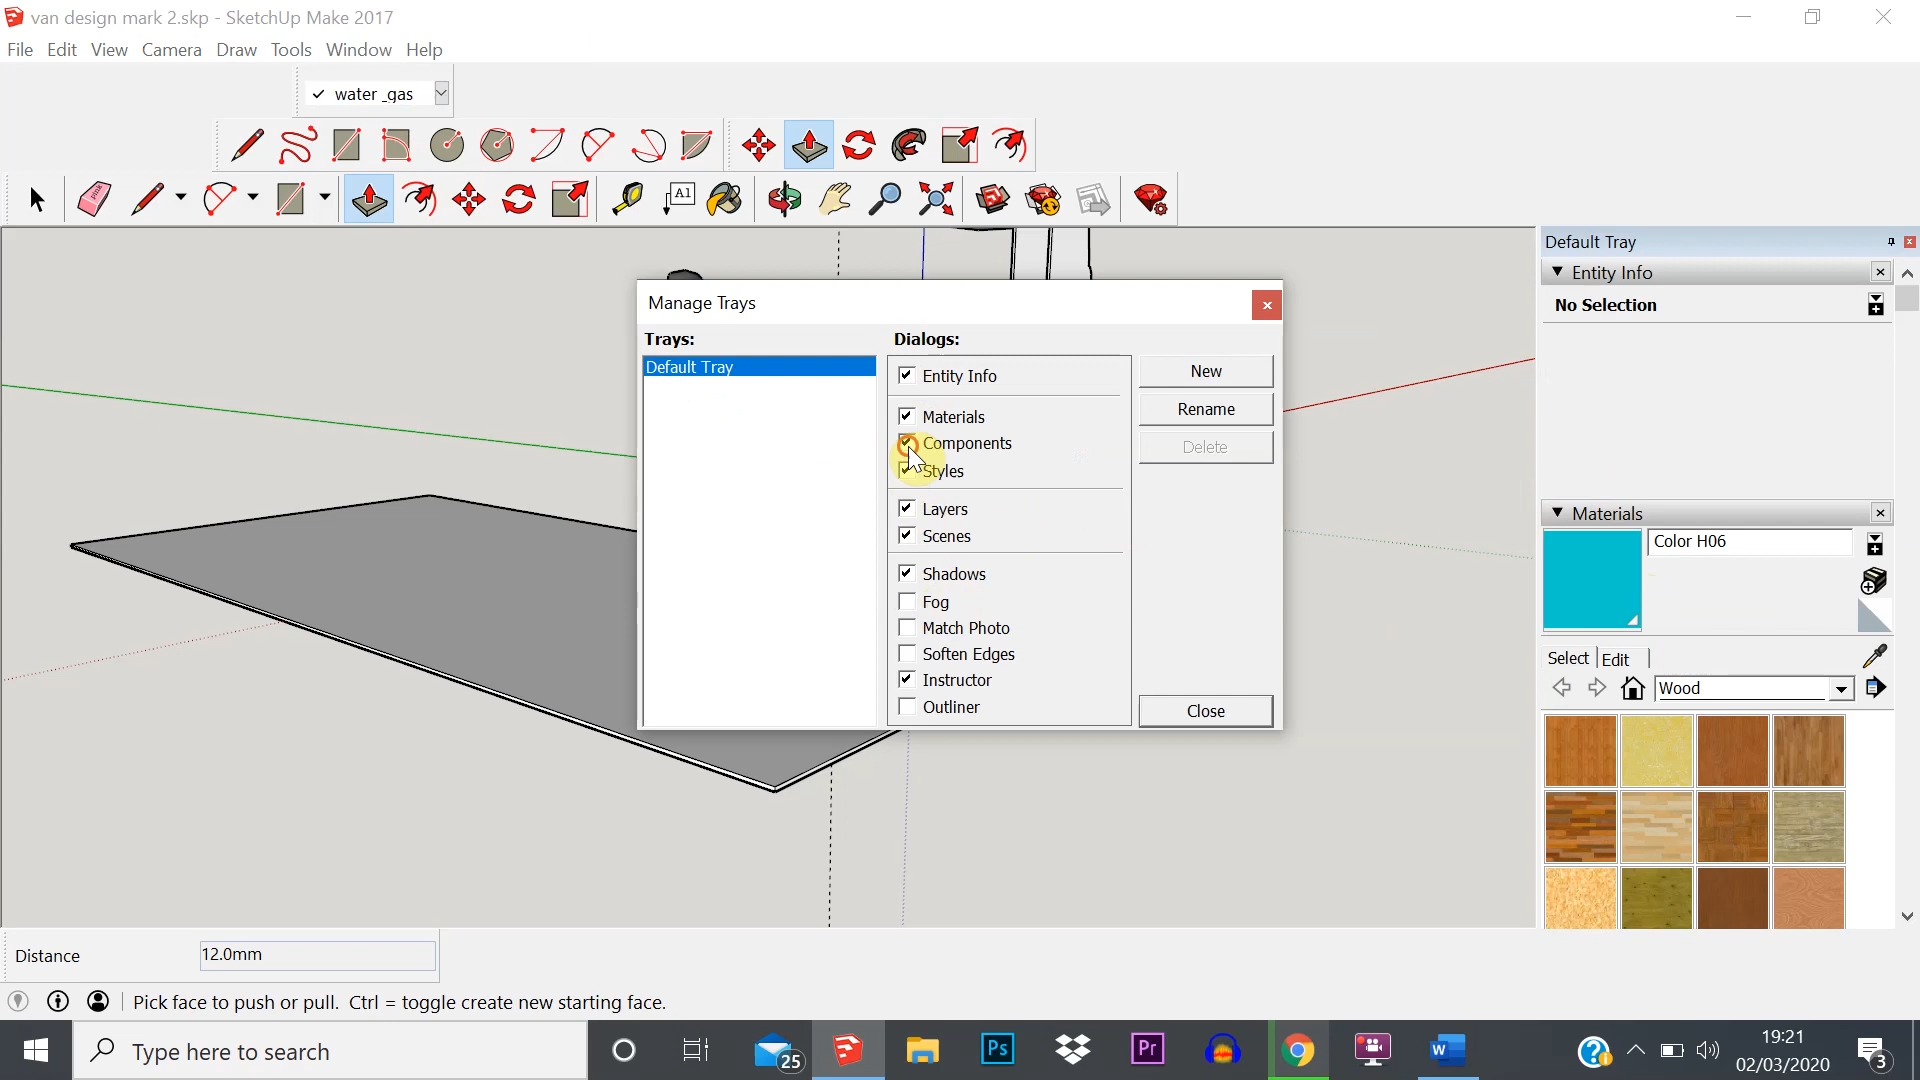 van design mark 2.skp - SketchUp Make 2017
File Edit View Camera Draw Tools Window Help
water _gas
A1
Default Tray
Entity Info
No Selection
Manage Trays
Trays: Dialogs:
Default Tray
Entity Info
Materials
Components
Styles
Layers
Scenes
Shadows
Fog
Match Photo
Soften Edges
Instructor
Outliner
New
Rename
Delete
Close
Materials
Color H06
Select Edit
Wood
Distance 12.0mm
Pick face to push or pull. Ctrl = toggle create new starting face.
Type here to search
25
Ps
Pr
W
19:21
02/03/2020
3